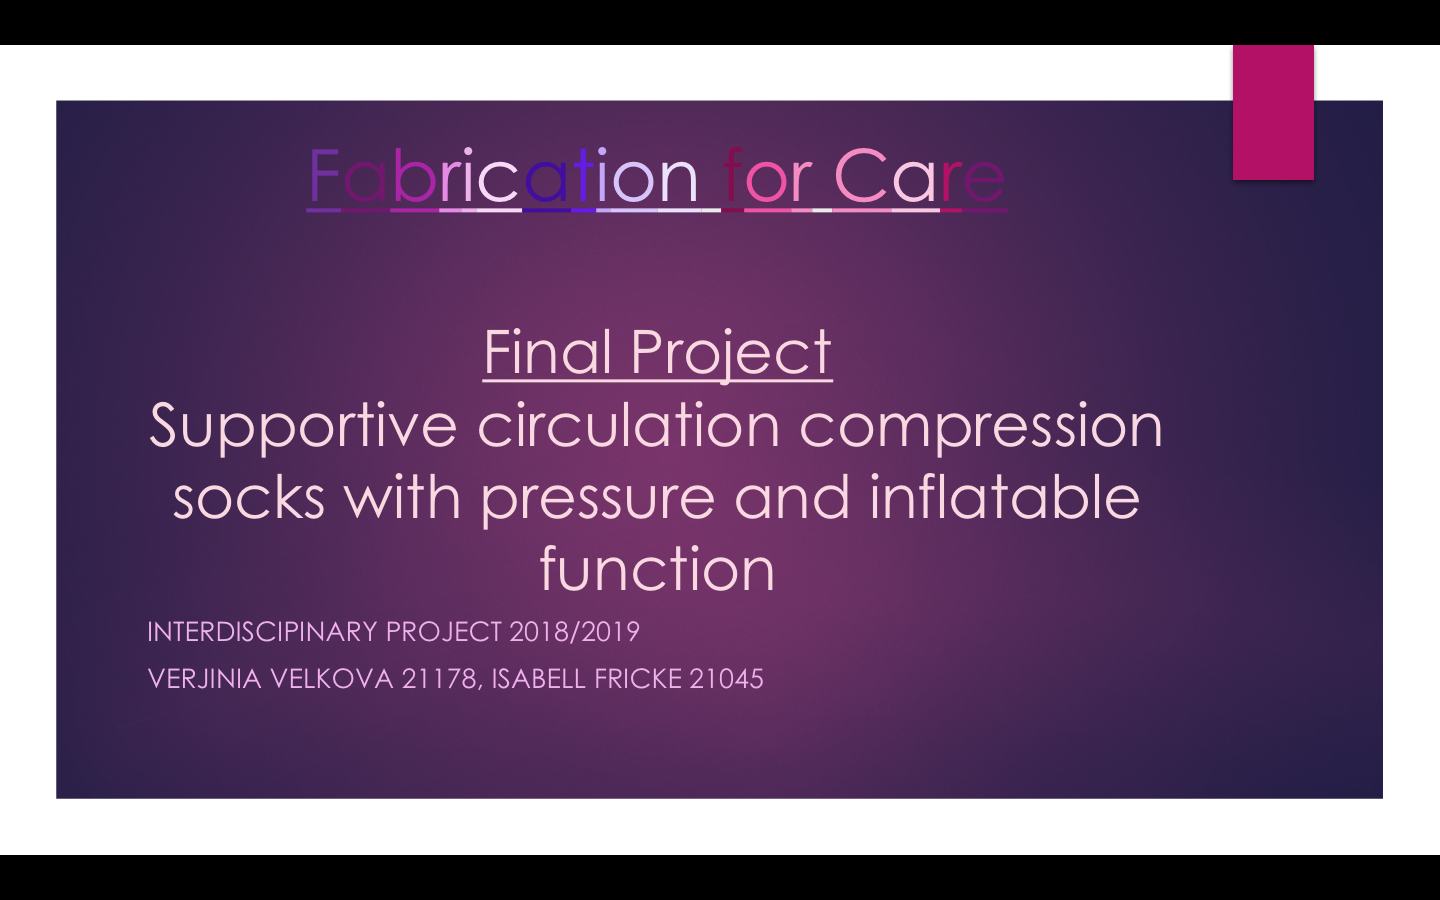 Fabrication for Care
Final Project
Supportive circulation compression
socks with pressure and inflatable
function
INTERDISCIPINARY PROJECT 2018/2019
VERJINIA VELKOVA 21178, ISABELL FRICKE 21045